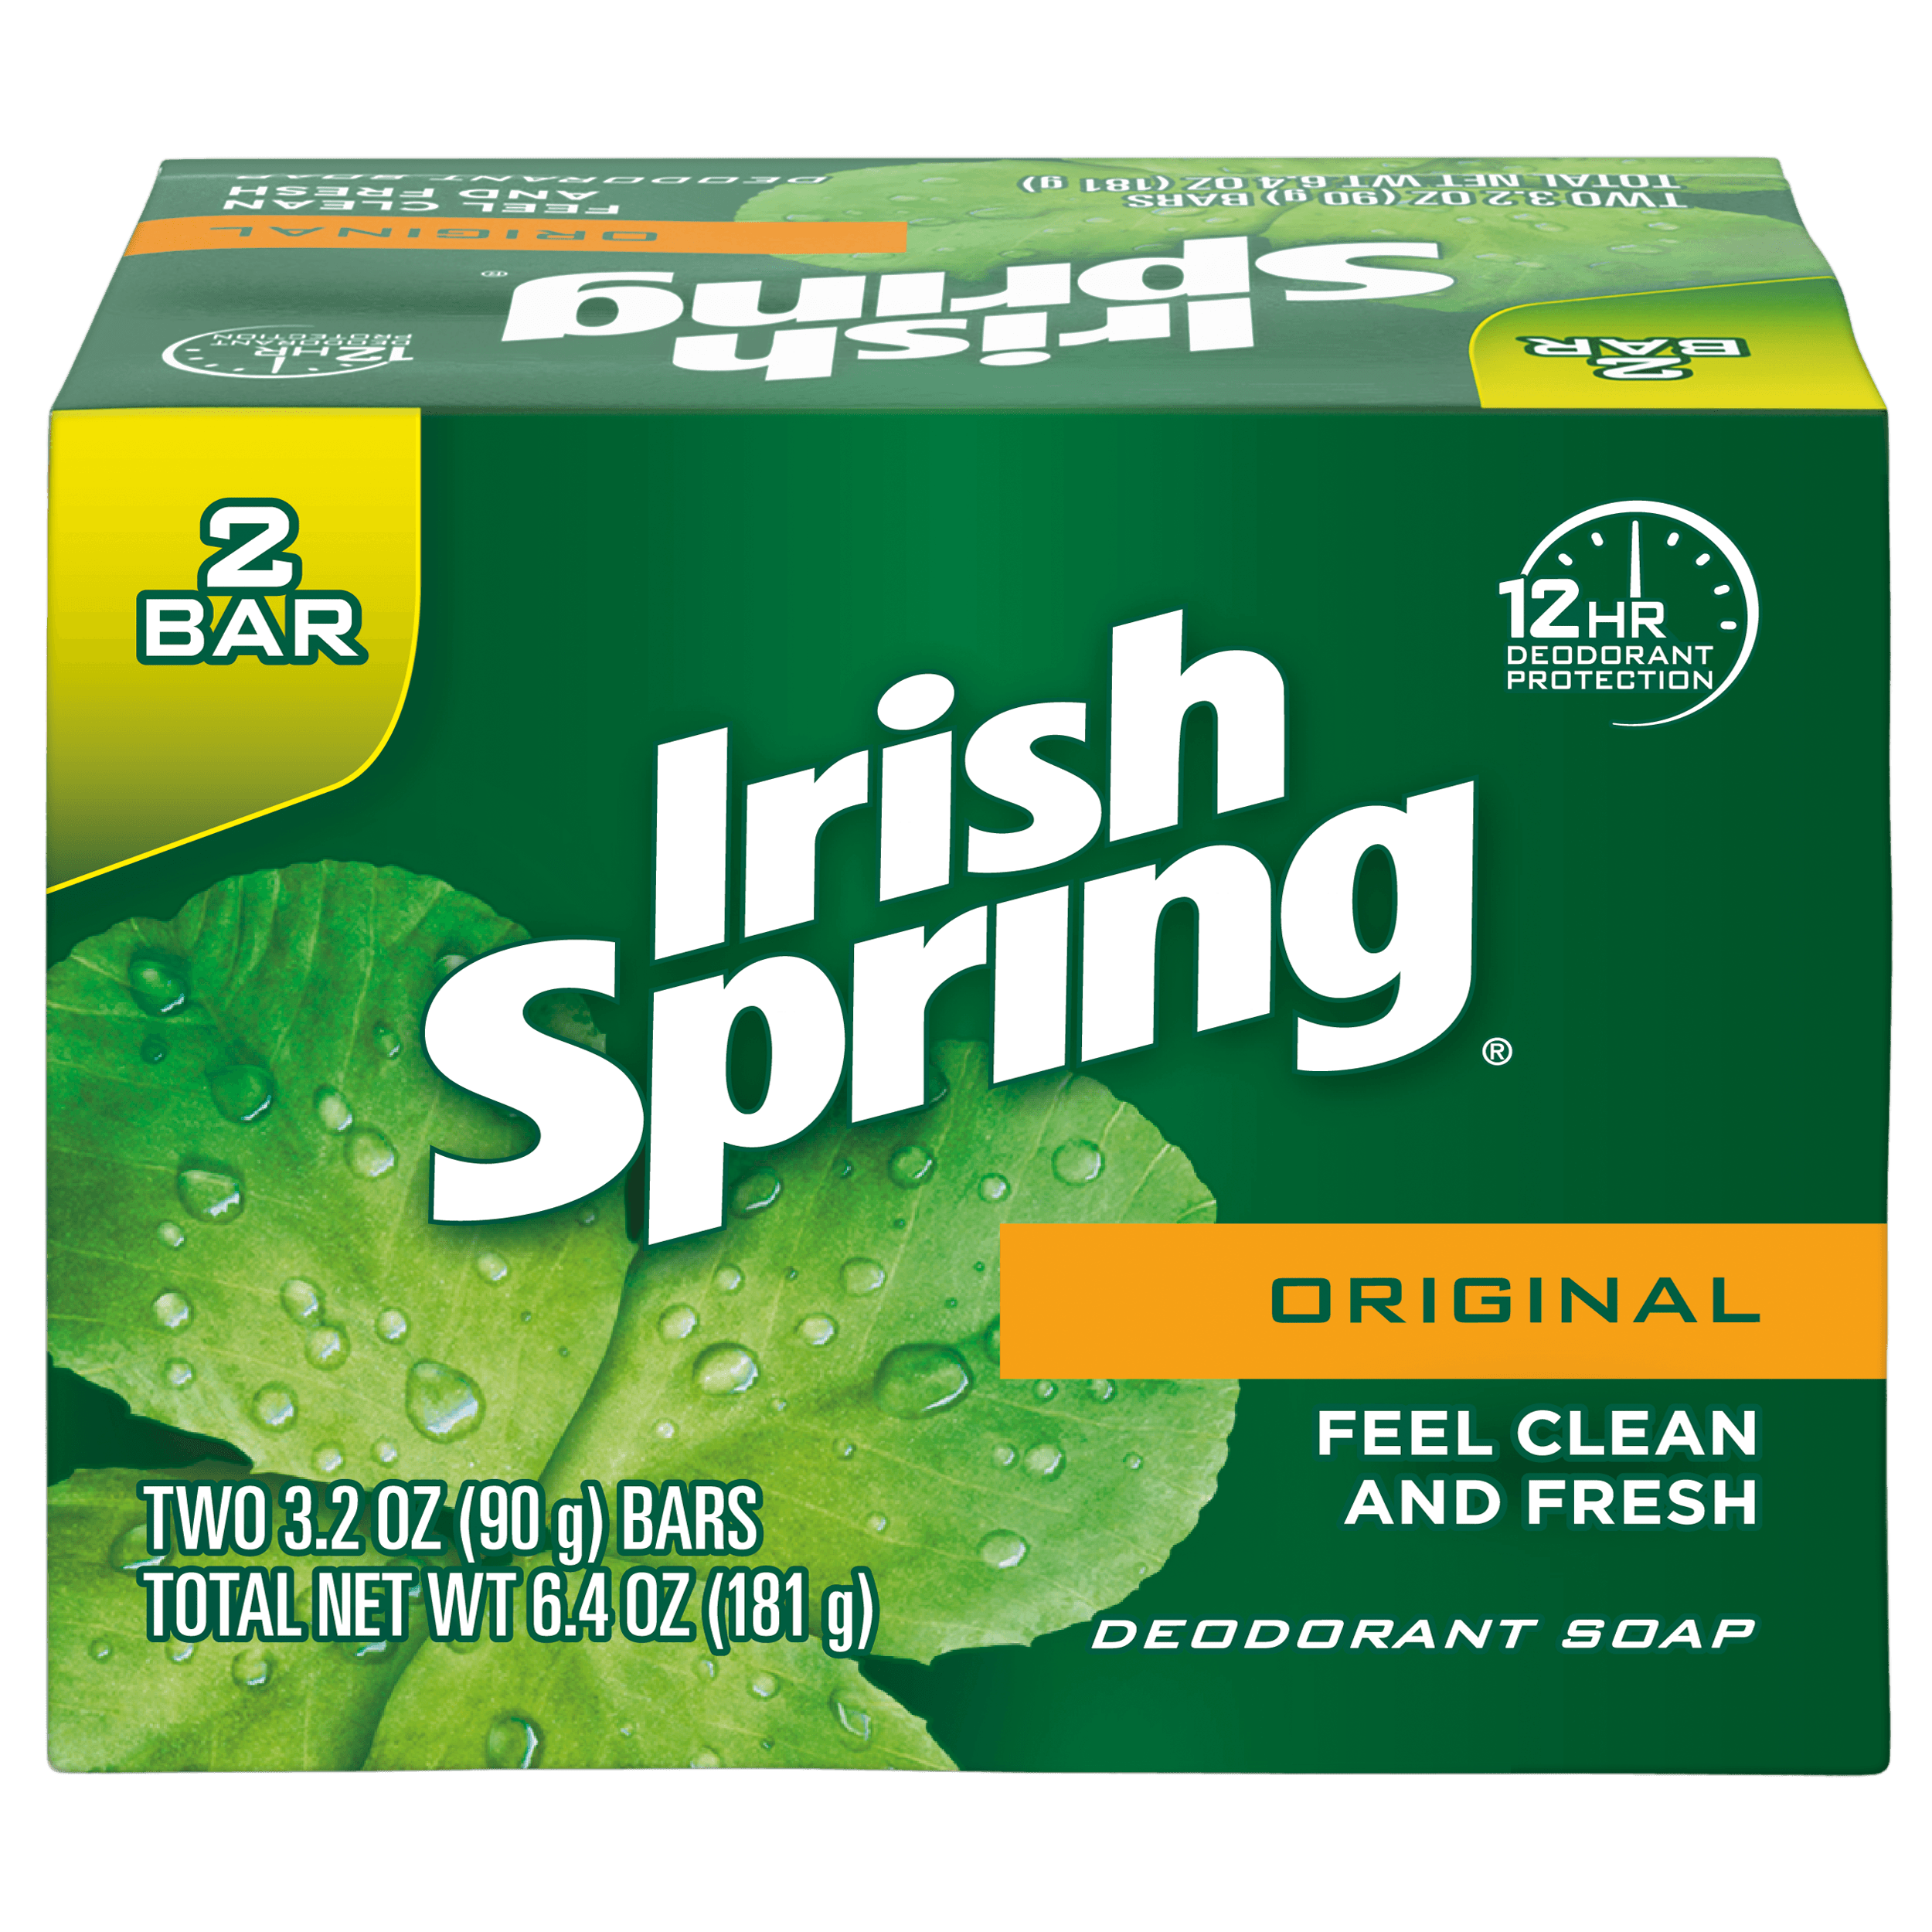 DEODORANT SOAP
FEEL CLEAN
AND FRESH
ORIGINAL
TWO 3.2 OZ (90 g) BARS
TOTAL NET WT 6.4 OZ (181 g)
Irish
Spring®
12HR
DEODORANT
PROTECTION
2
BAR
2
BAR
12HR
DEODORANT
PROTECTION
Irish
Spring®
ORIGINAL
FEEL CLEAN
AND FRESH
TWO 3.2 OZ (90 g) BARS
TOTAL NET WT 6.4 OZ (181 g)
DEODORANT SOAP